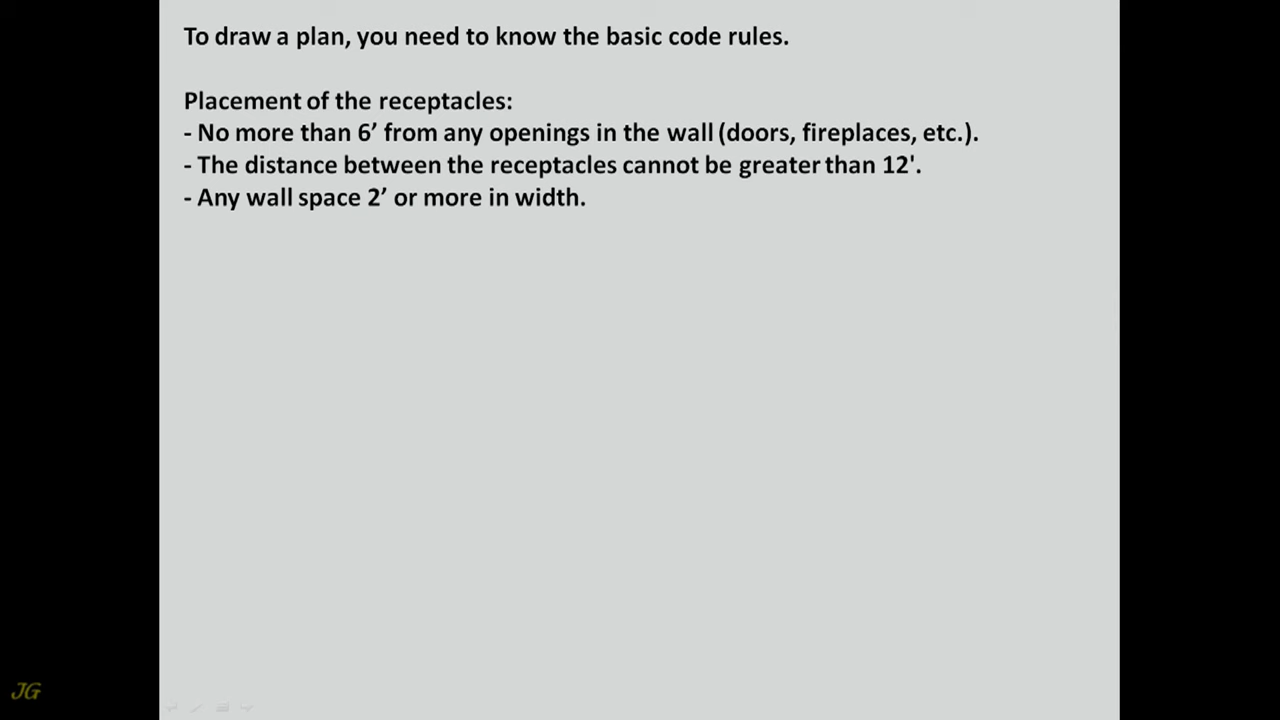 To draw a plan, you need to know the basic code rules.
Placement of the receptacles:
- No more than 6’ from any openings in the wall (doors, fireplaces, etc.).
- The distance between the receptacles cannot be greater than 12'.
- Any wall space 2’ or more in width.
JG